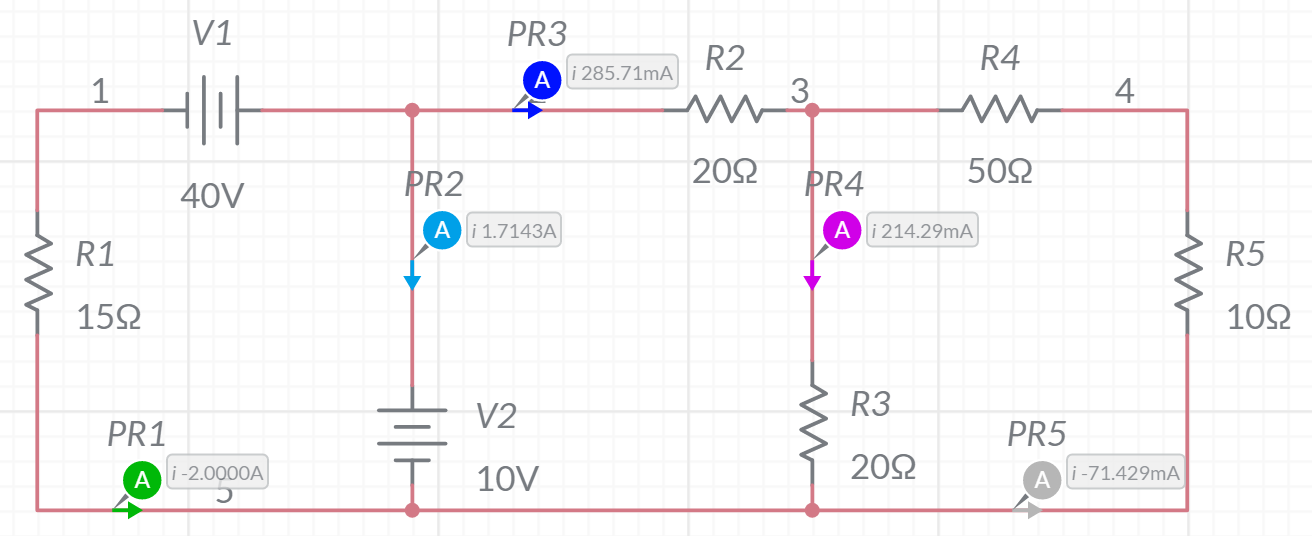 V1
PR3
A
i 285.71mA
R2
R4
1
3
4
40V
20Ω
50Ω
PR2
A
i 1.7143A
PR4
A
i 214.29mA
R1
15Ω
R5
10Ω
V2
10V
R3
20Ω
PR1
A
i -2.0000A
5
PR5
A
i -71.429mA